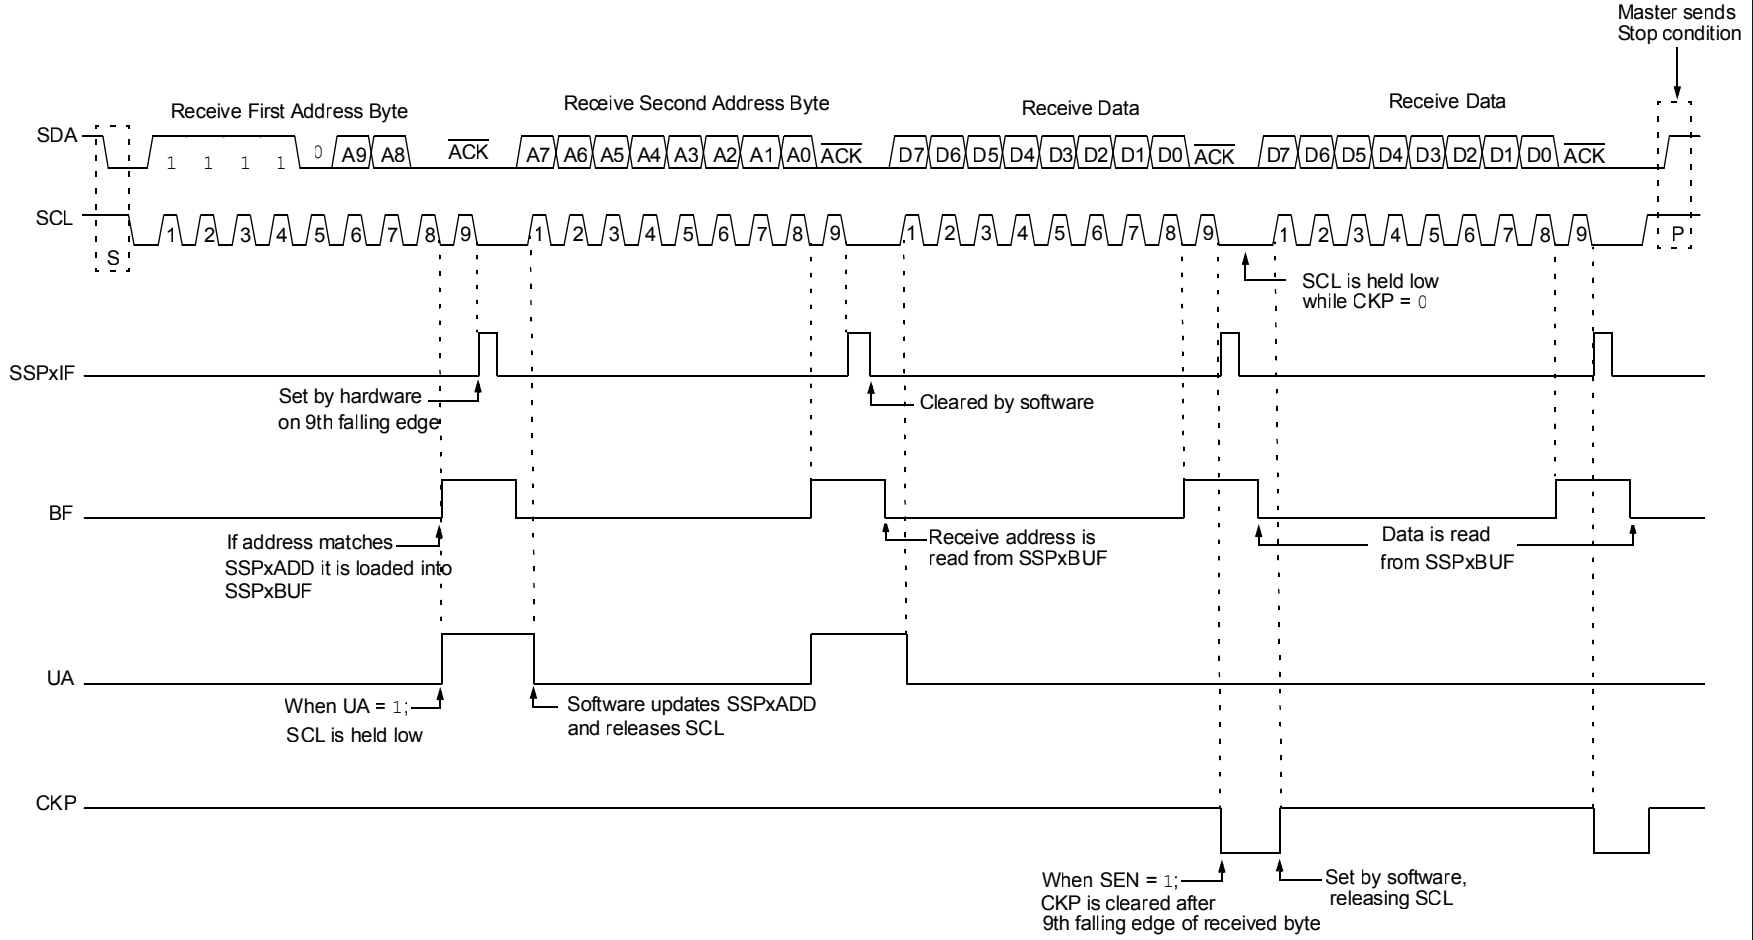 Master sends
Stop condition
Receive First Address Byte
Receive Second Address Byte
Receive Data
Receive Data
SDA
1 1 1 1 0 A9 A8 ACK A7 A6 A5 A4 A3 A2 A1 A0 ACK D7 D6 D5 D4 D3 D2 D1 D0 ACK D7 D6 D5 D4 D3 D2 D1 D0 ACK
SCL
S
1 2 3 4 5 6 7 8 9 1 2 3 4 5 6 7 8 9 1 2 3 4 5 6 7 8 9 1 2 3 4 5 6 7 8 9
P
SCL is held low
while CKP = 0
SSPxIF
Set by hardware
on 9th falling edge
Cleared by software
BF
If address matches
SSPxADD it is loaded into
SSPxBUF
Receive address is
read from SSPxBUF
Data is read
from SSPxBUF
UA
When UA = 1;
SCL is held low
Software updates SSPxADD
and releases SCL
CKP
When SEN = 1;
CKP is cleared after
9th falling edge of received byte
Set by software,
releasing SCL